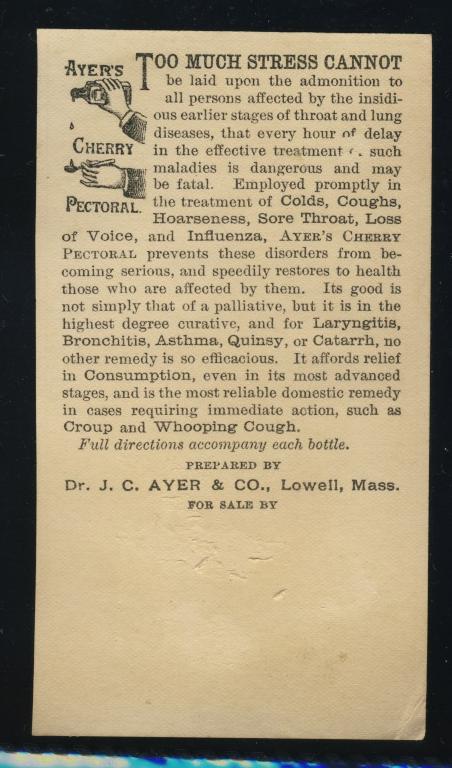 AYER'S
CHERRY
PECTORAL.
TOO MUCH STRESS CANNOT
be laid upon the admonition to
all persons affected by the insidi-
ous earlier stages of throat and lung
diseases, that every hour of delay
in the effective treatment such
maladies is dangerous and may
be fatal. Employed promptly in
the treatment of Colds, Coughs,
Hoarseness, Sore Throat, Loss
of Voice, and Influenza, AYER'S CHERRY
PECTORAL prevents these disorders from be-
coming serious, and speedily restores to health
those who are affected by them. Its good is
not simply that of a palliative, but it is in the
highest degree curative, and for Laryngitis,
Bronchitis, Asthma, Quinsy, or Catarrh, no
other remedy is so efficacious. It affords relief
in Consumption, even in its most advanced
stages, and is the most reliable domestic remedy
in cases requiring immediate action, such as
Croup and Whooping Cough.
Full directions accompany each bottle.
PREPARED BY
Dr. J. C. AYER & CO., Lowell, Mass.
FOR SALE BY